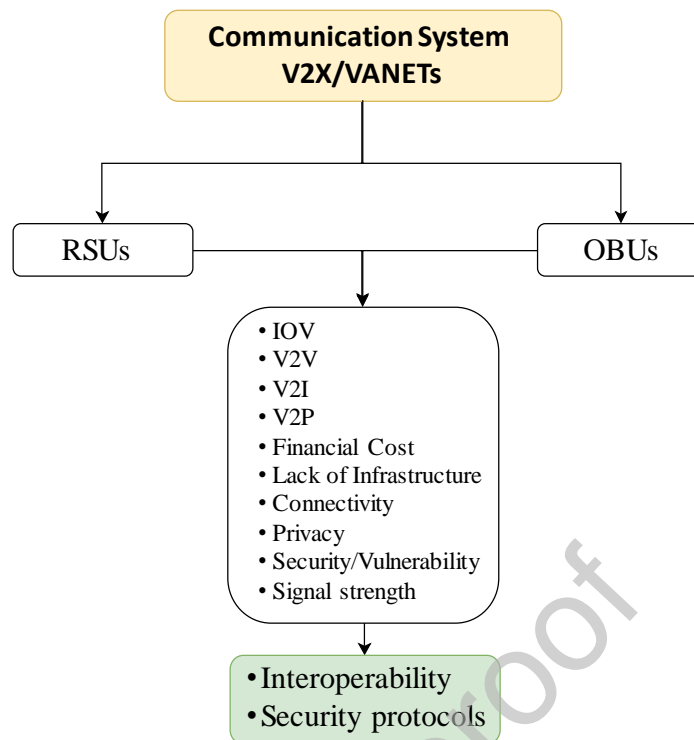 Communication System
V2X/VANETs
RSUs
OBUs
• IOV
• V2V
• V2I
• V2P
• Financial Cost
• Lack of Infrastructure
• Connectivity
• Privacy
• Security/Vulnerability
• Signal strength
• Interoperability
• Security protocols
roof